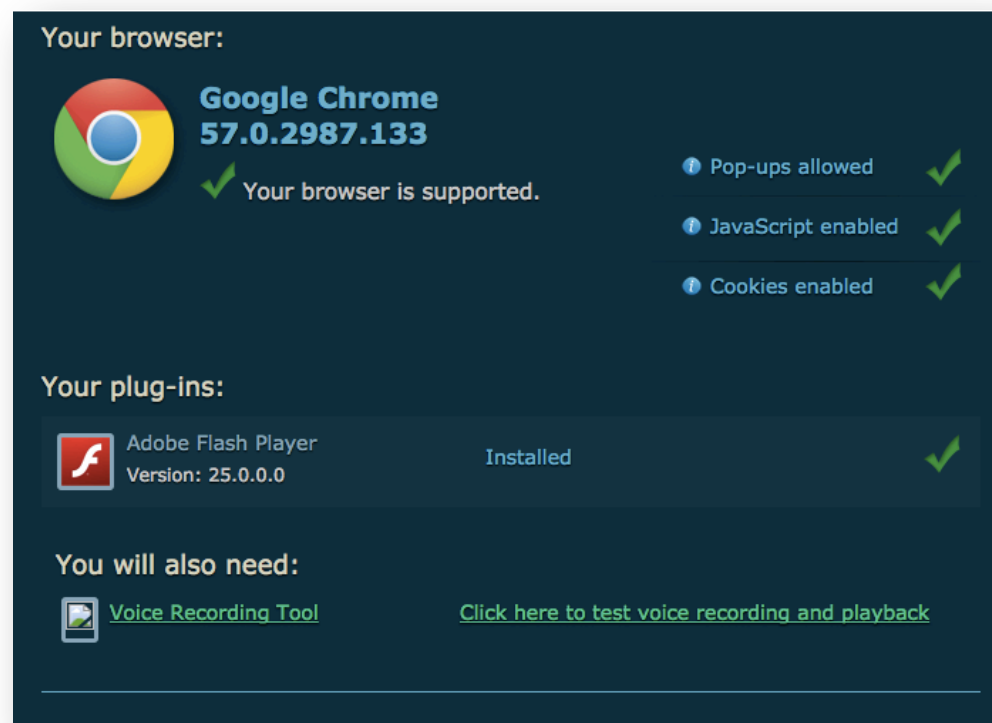 Your browser:
Google Chrome
57.0.2987.133
Your browser is supported.
Pop-ups allowed
JavaScript enabled
Cookies enabled
Your plug-ins:
Adobe Flash Player
Version: 25.0.0.0
Installed
You will also need:
Voice Recording Tool
Click here to test voice recording and playback